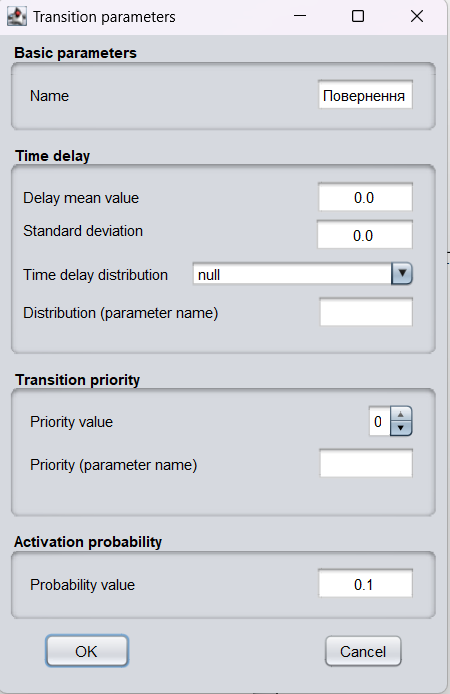 Transition parameters
Basic parameters
Name Повернення
Time delay
Delay mean value 0.0
Standard deviation 0.0
Time delay distribution null
Distribution (parameter name)
Transition priority
Priority value 0
Priority (parameter name)
Activation probability
Probability value 0.1
OK Cancel